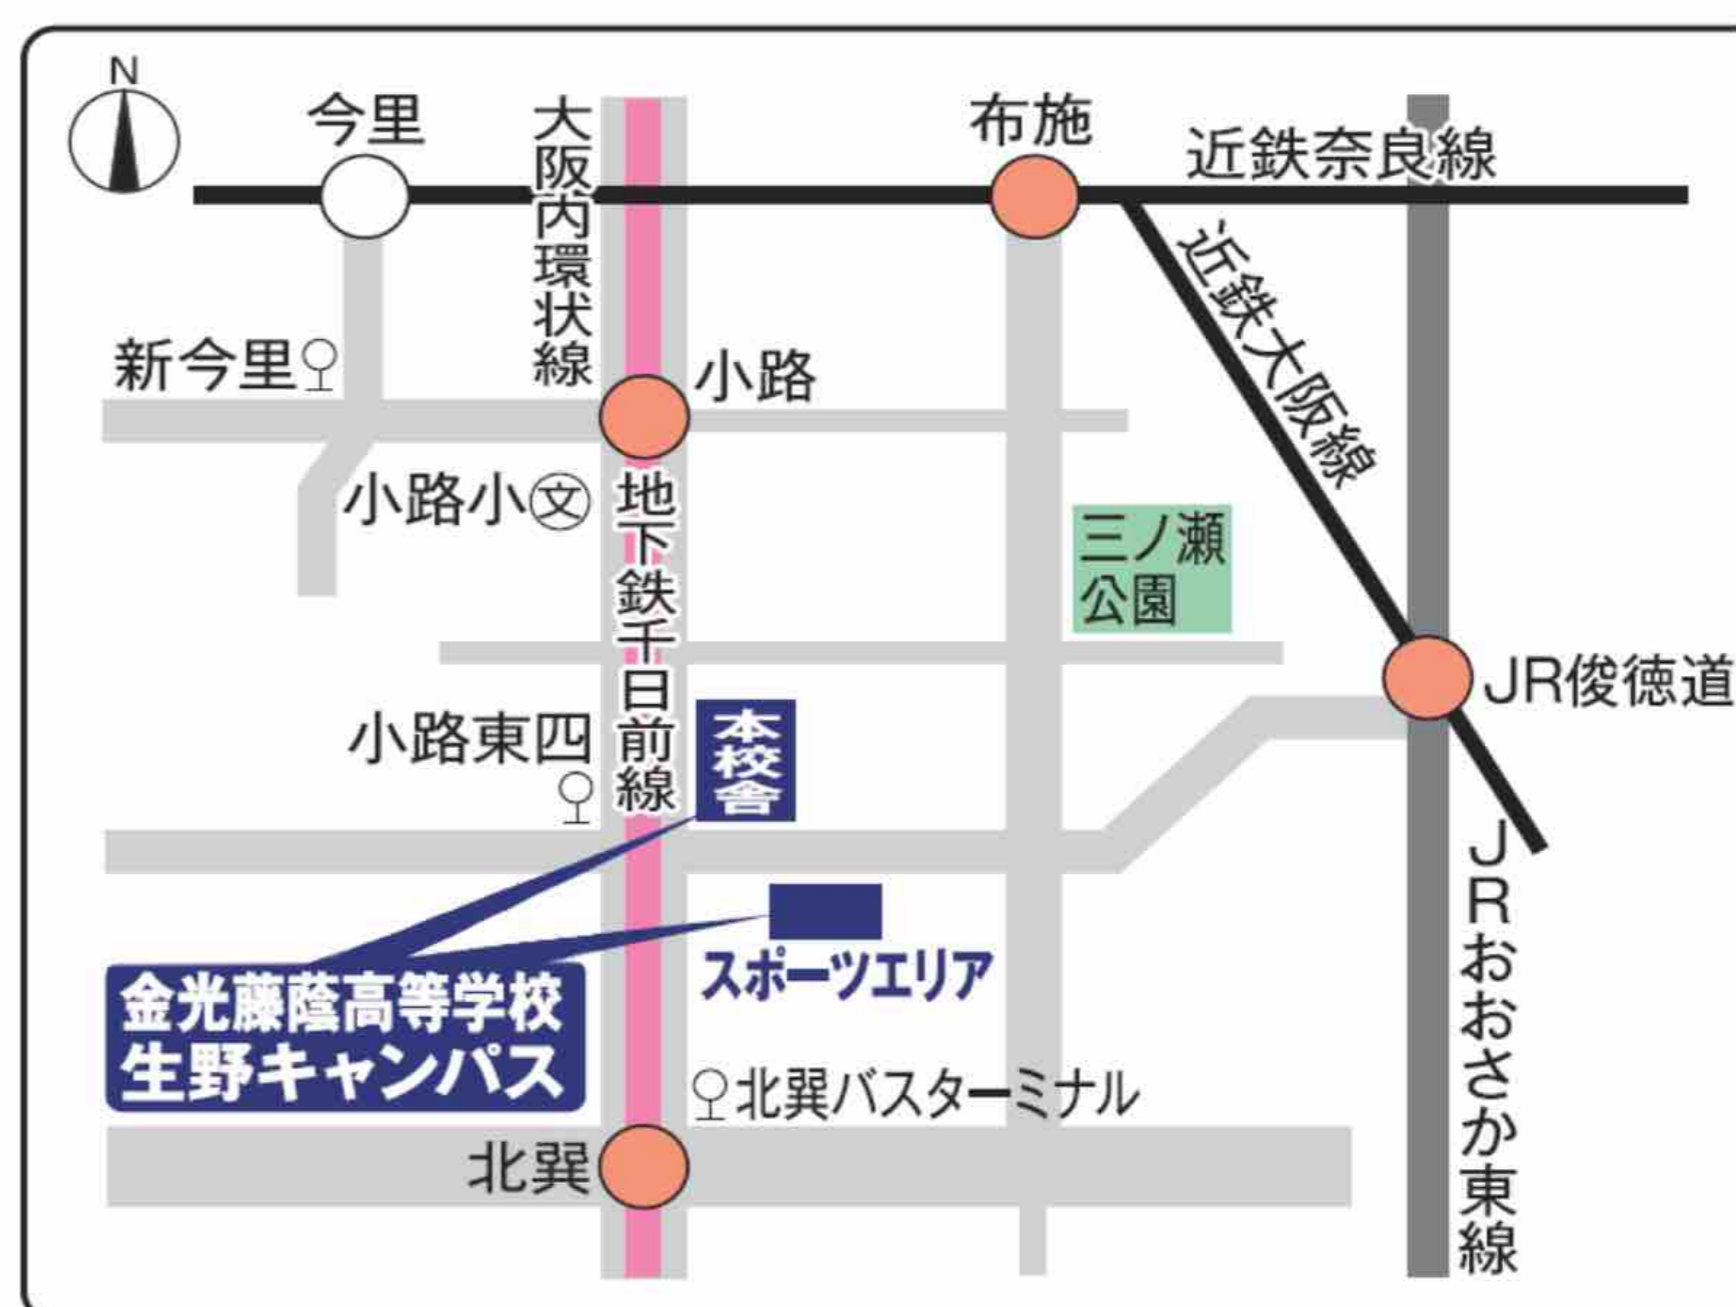 N
今里
大阪内環状線
布施
近鉄奈良線
近鉄大阪線
新今里
小路
小路小文
地下鉄千日前線
三ノ瀬
公園
JR俊徳道
小路東四
本校舎
JRおおさか東線
スポーツエリア
金光藤蔭高等学校
生野キャンパス
北巽バスターミナル
北巽